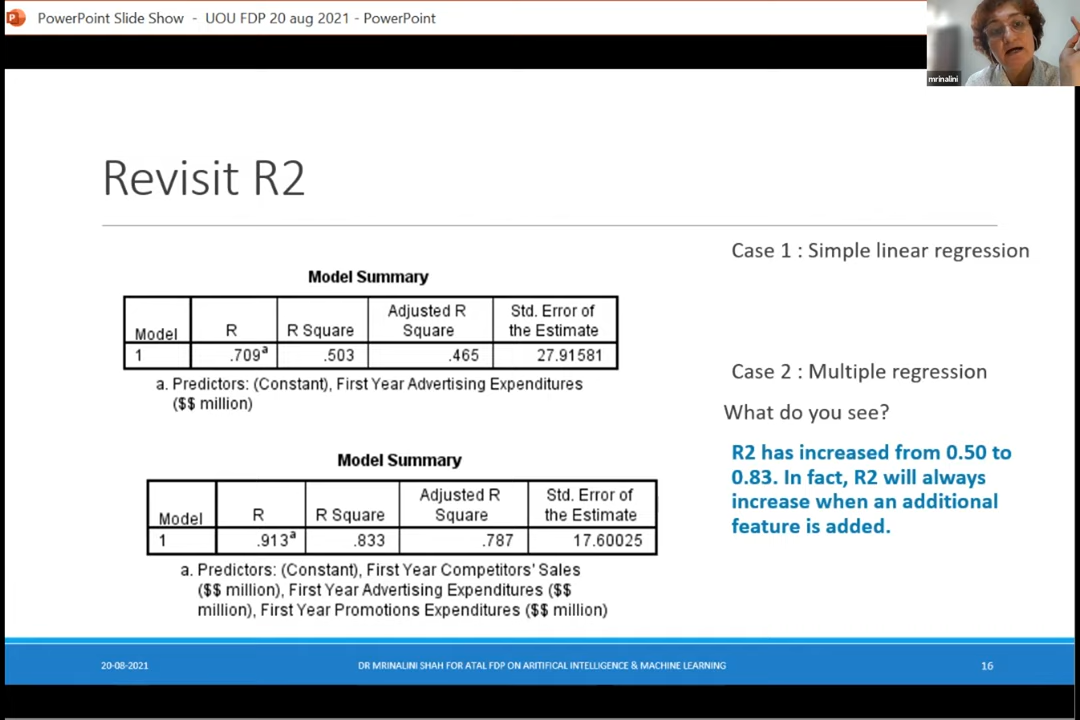 PowerPoint Slide Show - UOU FDP 20 aug 2021 - PowerPoint
mrinalini
Revisit R2
Case 1 : Simple linear regression
Model Summary
Model R R Square Adjusted R Square Std. Error of the Estimate
1 .709a .503 .465 27.91581
a. Predictors: (Constant), First Year Advertising Expenditures
($$ million)
Case 2 : Multiple regression
What do you see?
R2 has increased from 0.50 to
0.83. In fact, R2 will always
increase when an additional
feature is added.
Model Summary
Model R R Square Adjusted R Square Std. Error of the Estimate
1 .913a .833 .787 17.60025
a. Predictors: (Constant), First Year Competitors' Sales
($$ million), First Year Advertising Expenditures ($$
million), First Year Promotions Expenditures ($$ million)
20-08-2021
DR MRINALINI SHAH FOR ATAL FDP ON ARITIFICAL INTELLIGENCE & MACHINE LEARNING
16